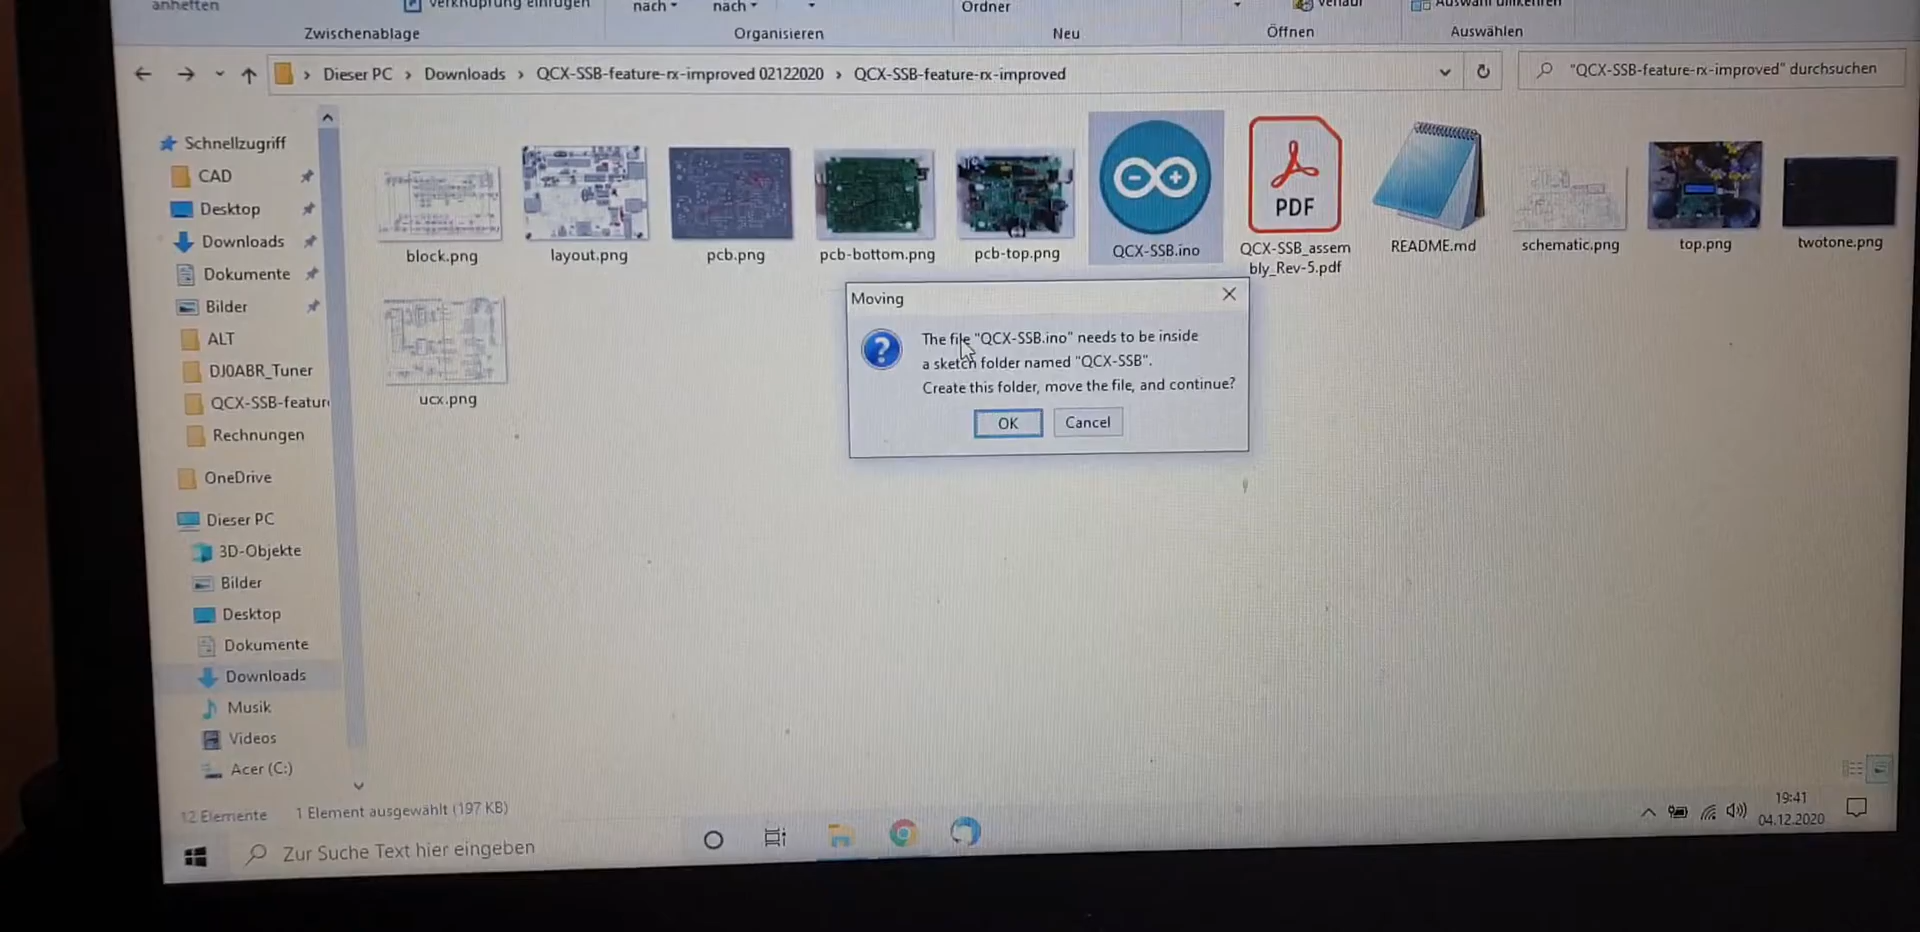 anheften
Verknüpfung einfügen
nach
nach
Ordner
Verlauf
Auswahl umkehren
Zwischenablage
Organisieren
Neu
Öffnen
Auswählen
Dieser PC > Downloads > QCX-SSB-feature-rx-improved 02122020 > QCX-SSB-feature-rx-improved
"QCX-SSB-feature-rx-improved" durchsuchen
Schnellzugriff
CAD
Desktop
Downloads
Dokumente
Bilder
ALT
DJ0ABR_Tuner
QCX-SSB-featur
Rechnungen
OneDrive
Dieser PC
3D-Objekte
Bilder
Desktop
Dokumente
Downloads
Musik
Videos
Acer (C:)
block.png
layout.png
pcb.png
pcb-bottom.png
pcb-top.png
QCX-SSB.ino
PDF
QCX-SSB_assem
bly_Rev-5.pdf
README.md
schematic.png
top.png
twotone.png
ucx.png
Moving
The file "QCX-SSB.ino" needs to be inside
a sketch folder named "QCX-SSB".
Create this folder, move the file, and continue?
OK
Cancel
12 Elemente
1 Element ausgewählt (197 KB)
Zur Suche Text hier eingeben
19:41
04.12.2020